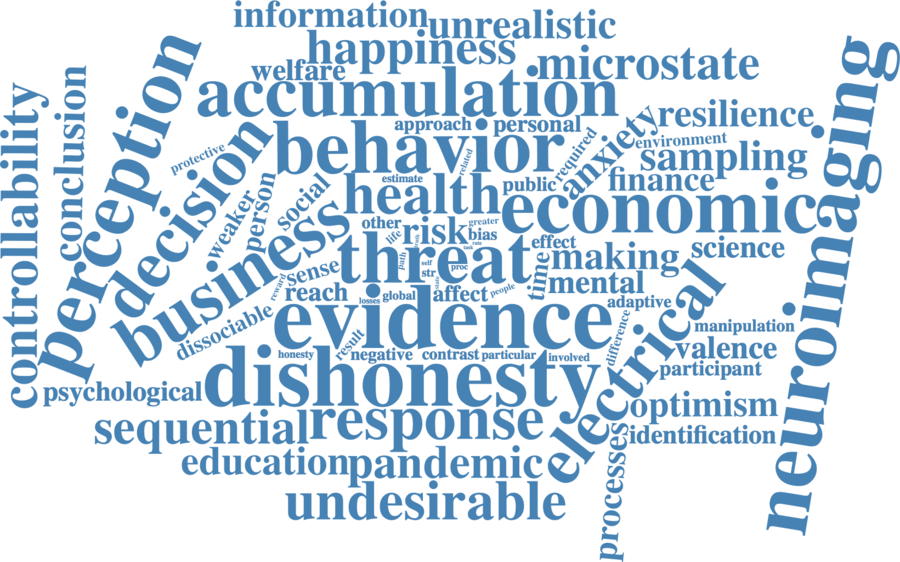 information
unrealistic
happiness
welfare
microstate
accumulation
resilience
approach
personal
anxiety
required
environment
perception
conclusion
controllability
protective
decision
behavior
related
estimate
sampling
finance
public
health
economic
weaker
person
social
business
other
life
risk
greater
bias
rate
task
effect
science
neuroimaging
threat
path
self
str
proc
making
time
mental
sense
reward
reach
losses
global
state
affect
people
adaptive
electrical
evidence
dissociable
difference
manipulation
result
honesty
negative
contrast
particular
involved
valence
participant
psychological
dishonesty
optimism
sequential
response
identification
education
pandemic
processes
undesirable